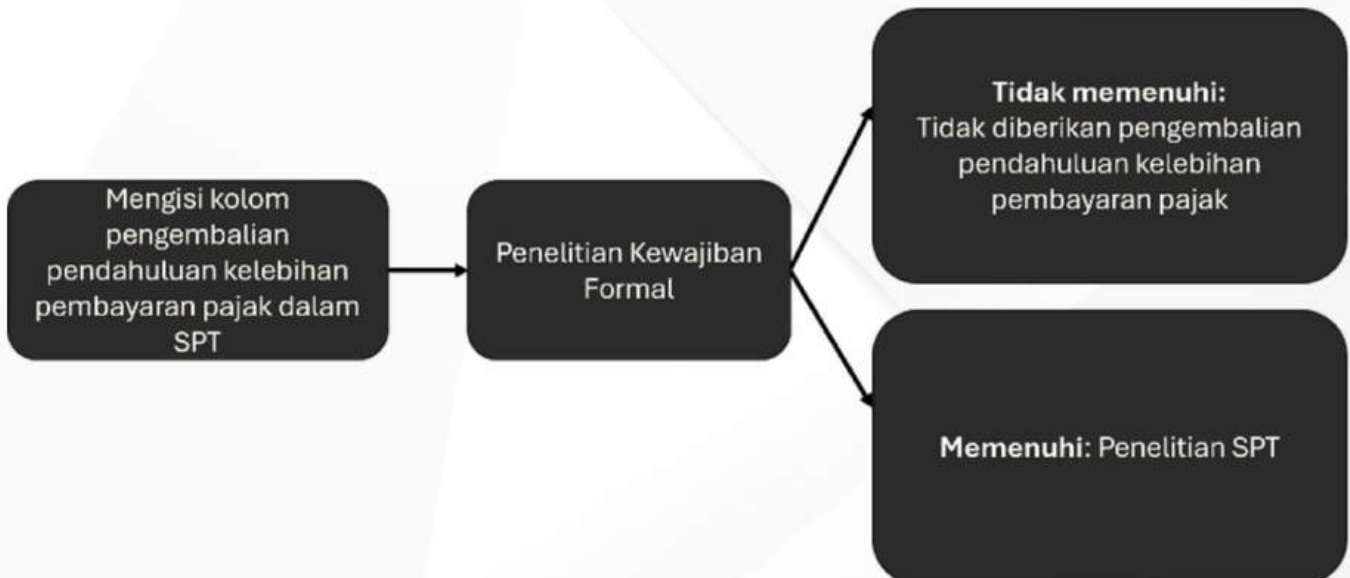 Mengisi kolom
pengembalian
pendahuluan kelebihan
pembayaran pajak dalam
SPT
Penelitian Kewajiban
Formal
Tidak memenuhi:
Tidak diberikan pengembalian
pendahuluan kelebihan
pembayaran pajak
Memenuhi: Penelitian SPT